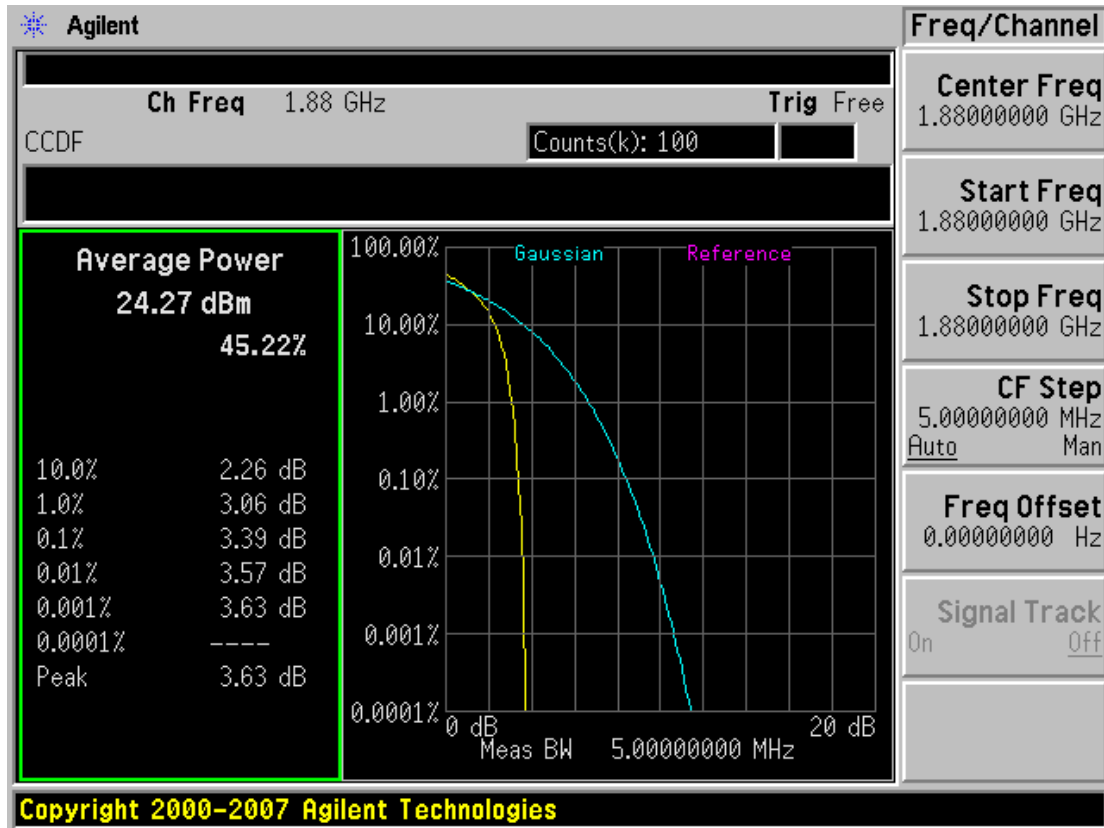 Agilent
Ch Freq 1.88 GHz Trig Free
CCDF Counts(k): 100
Average Power
24.27 dBm
45.22%
10.0% 2.26 dB
1.0% 3.06 dB
0.1% 3.39 dB
0.01% 3.57 dB
0.001% 3.63 dB
0.0001% ----
Peak 3.63 dB
Gaussian Reference
100.00%
10.00%
1.00%
0.10%
0.01%
0.001%
0.0001%
0 dB 20 dB
Meas BW 5.00000000 MHz
Freq/Channel
Center Freq
1.88000000 GHz
Start Freq
1.88000000 GHz
Stop Freq
1.88000000 GHz
CF Step
5.00000000 MHz
Auto Man
Freq Offset
0.00000000 Hz
Signal Track
On Off
Copyright 2000-2007 Agilent Technologies